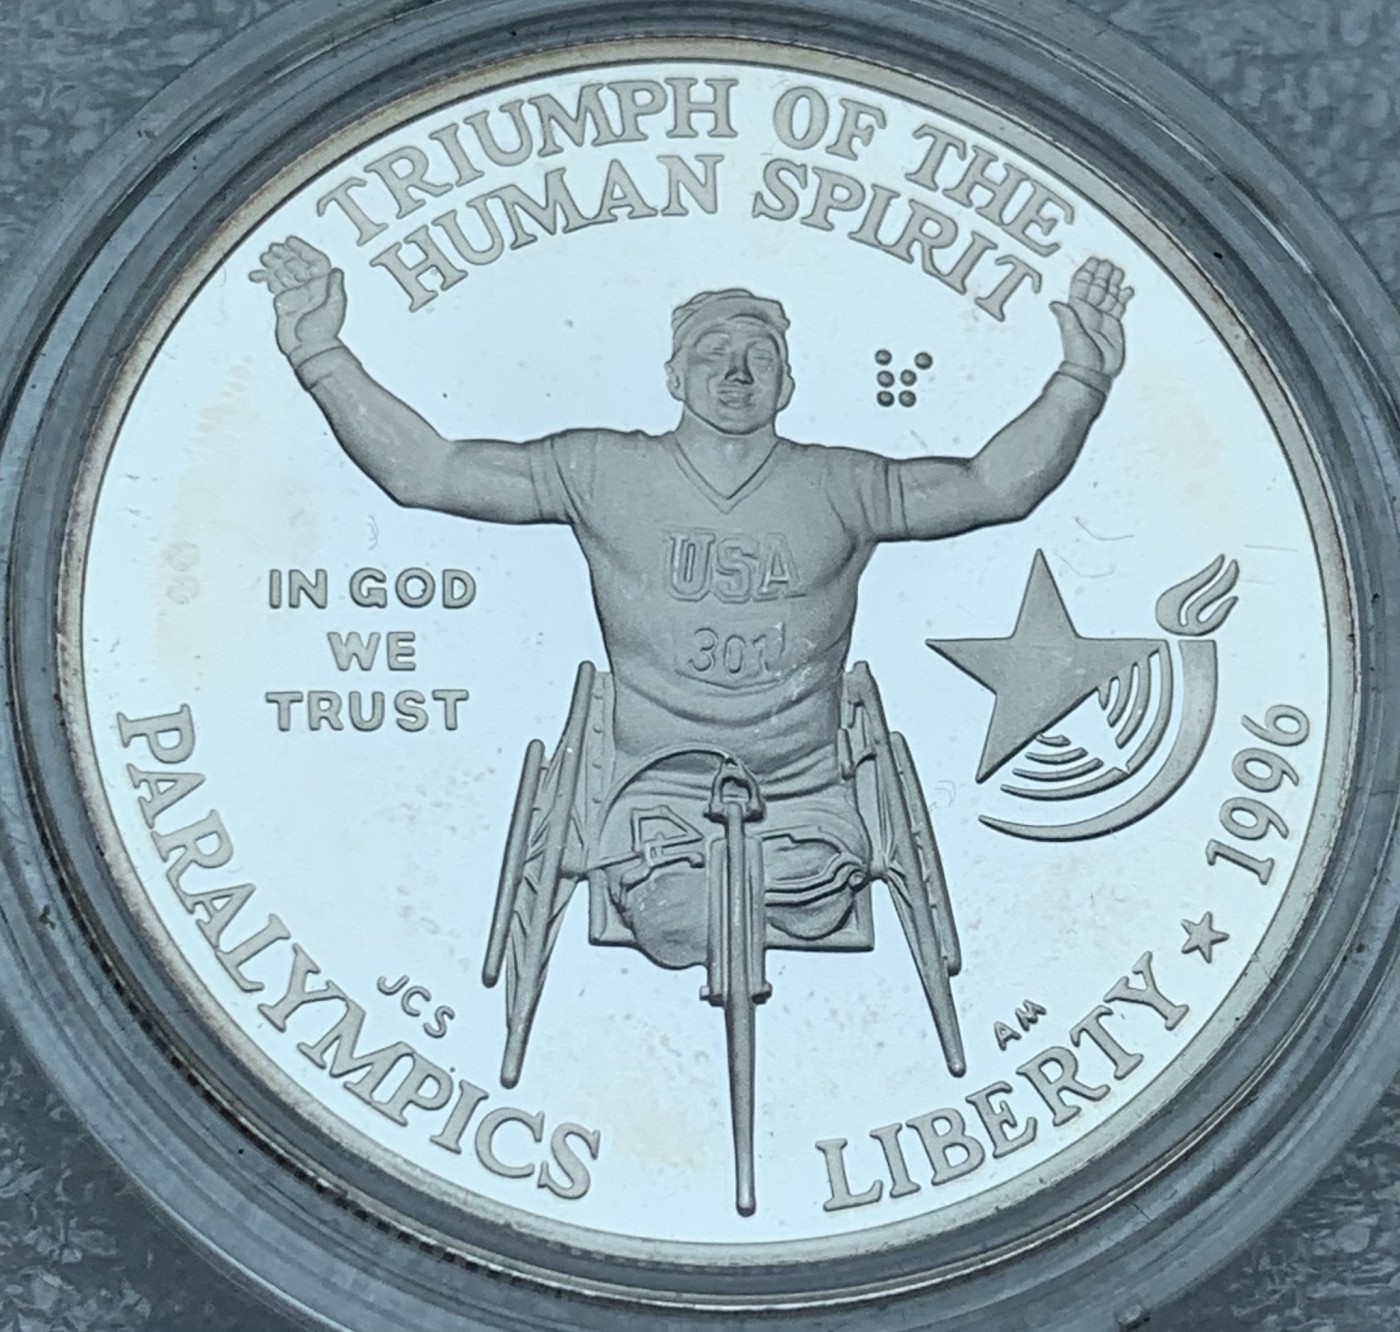 TRIUMPH OF THE
HUMAN SPIRIT
USA
301
IN GOD
WE
TRUST
PARALYMPICS
JCS
AM
LIBERTY ★ 1996